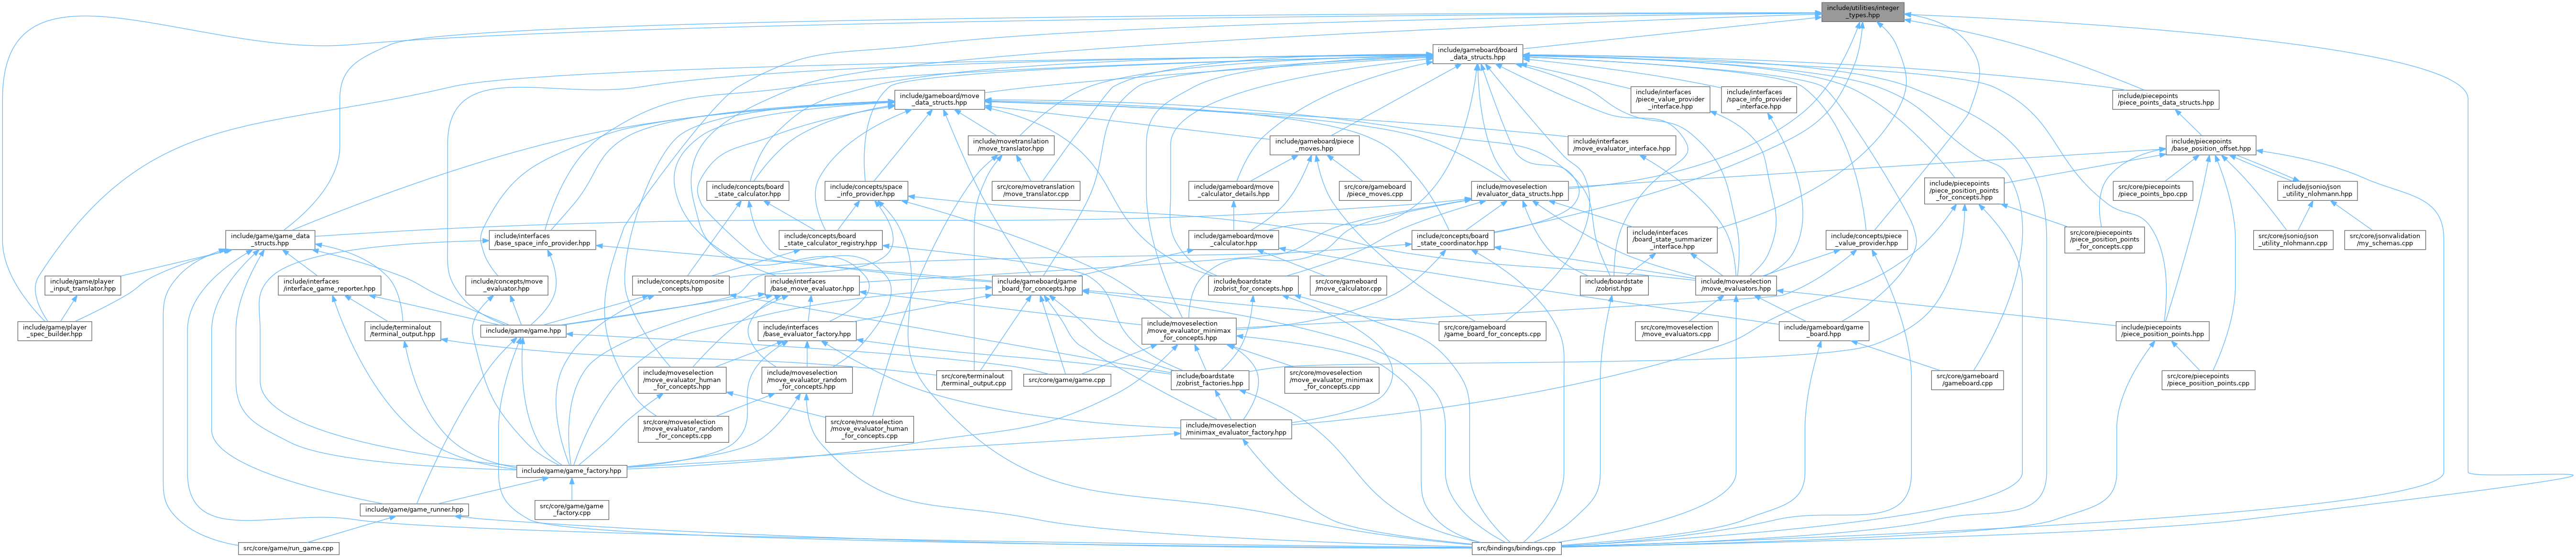 include/utilities/integer
_types.hpp
include/gameboard/board
_data_structs.hpp
include/gameboard/move
_data_structs.hpp
include/interfaces
/piece_value_provider
_interface.hpp
include/interfaces
/space_info_provider
_interface.hpp
include/piecepoints
/piece_points_data_structs.hpp
include/movetranslation
/move_translator.hpp
include/gameboard/piece
_moves.hpp
include/interfaces
/move_evaluator_interface.hpp
include/piecepoints
/base_position_offset.hpp
include/concepts/board
_state_calculator.hpp
include/concepts/space
_info_provider.hpp
src/core/movetranslation
/move_translator.cpp
include/gameboard/move
_calculator_details.hpp
src/core/gameboard
/piece_moves.cpp
include/moveselection
/evaluator_data_structs.hpp
include/piecepoints
/piece_position_points
_for_concepts.hpp
src/core/piecepoints
/piece_points_bpo.cpp
include/jsonio/json
_utility_nlohmann.hpp
include/game/game_data
_structs.hpp
include/interfaces
/base_space_info_provider.hpp
include/concepts/board
_state_calculator_registry.hpp
include/gameboard/move
_calculator.hpp
include/concepts/board
_state_coordinator.hpp
include/interfaces
/board_state_summarizer
_interface.hpp
include/concepts/piece
_value_provider.hpp
src/core/piecepoints
/piece_position_points
_for_concepts.cpp
src/core/jsonio/json
_utility_nlohmann.cpp
src/core/jsonvalidation
/my_schemas.cpp
include/game/player
_input_translator.hpp
include/interfaces
/interface_game_reporter.hpp
include/concepts/move
_evaluator.hpp
include/concepts/composite
_concepts.hpp
include/interfaces
/base_move_evaluator.hpp
include/gameboard/game
_board_for_concepts.hpp
include/boardstate
/zobrist_for_concepts.hpp
src/core/gameboard
/move_calculator.cpp
include/boardstate
/zobrist.hpp
include/moveselection
/move_evaluators.hpp
include/game/player
_spec_builder.hpp
include/terminalout
/terminal_output.hpp
include/game/game.hpp
include/interfaces
/base_evaluator_factory.hpp
include/moveselection
/move_evaluator_minimax
_for_concepts.hpp
src/core/gameboard
/game_board_for_concepts.cpp
src/core/moveselection
/move_evaluators.cpp
include/gameboard/game
_board.hpp
include/piecepoints
/piece_position_points.hpp
include/moveselection
/move_evaluator_human
_for_concepts.hpp
include/moveselection
/move_evaluator_random
_for_concepts.hpp
src/core/terminalout
/terminal_output.cpp
src/core/game/game.cpp
include/boardstate
/zobrist_factories.hpp
src/core/moveselection
/move_evaluator_minimax
_for_concepts.cpp
src/core/gameboard
/gameboard.cpp
src/core/piecepoints
/piece_position_points.cpp
src/core/moveselection
/move_evaluator_random
_for_concepts.cpp
src/core/moveselection
/move_evaluator_human
_for_concepts.cpp
include/moveselection
/minimax_evaluator_factory.hpp
include/game/game_factory.hpp
include/game/game_runner.hpp
src/core/game/game
_factory.cpp
src/core/game/run_game.cpp
src/bindings/bindings.cpp